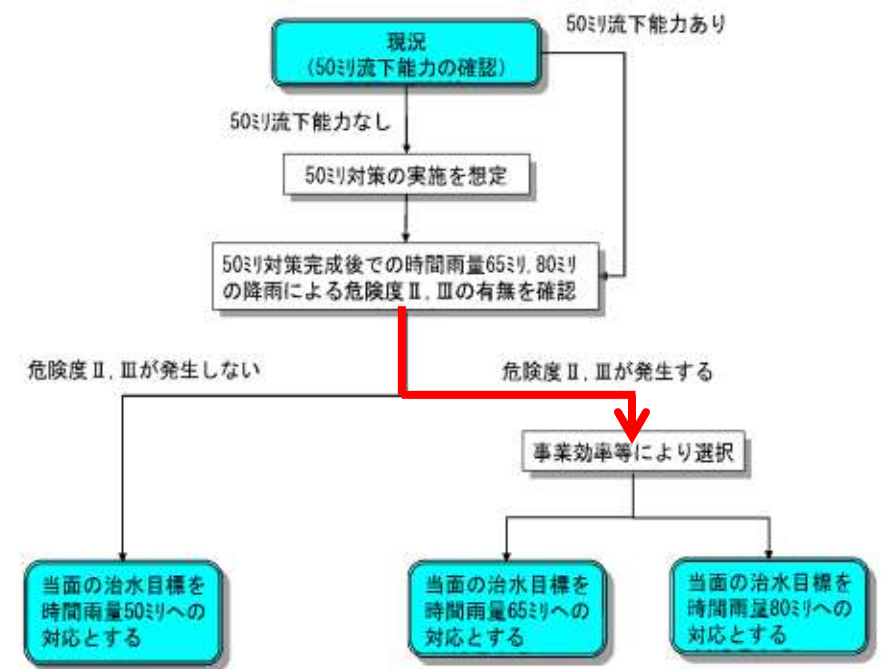 50㍉流下能力あり
現況
(50㍉流下能力の確認)
50㍉流下能力なし
50㍉対策の実施を想定
50㍉対策完成後での時間雨量65㍉, 80㍉
の降雨による危険度Ⅱ, Ⅲの有無を確認
危険度Ⅱ, Ⅲが発生しない
危険度Ⅱ, Ⅲが発生する
事業効率等により選択
当面の治水目標を
時間雨量50㍉への
対応とする
当面の治水目標を
時間雨量65㍉への
対応とする
当面の治水目標を
時間雨量80㍉への
対応とする